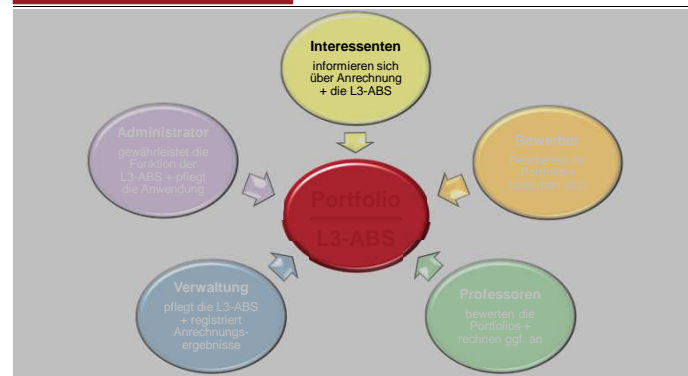 Interessenten
informieren sich
über Anrechnung
+ die L3-ABS
Administrator
gewährleistet die
Funktion der
L3-ABS + pflegt
die Anwendung
Bewerber
Portfolio
L3-ABS
Verwaltung
pflegt die L3-ABS
+ registriert
Anrechnungs-
ergebnisse
Professoren
bewerten die
Portfolios +
rechnen ggf. an